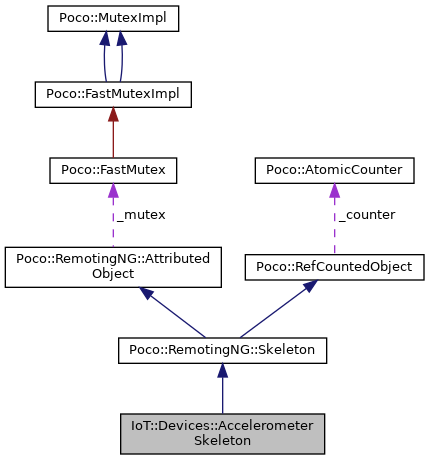 Poco::MutexImpl
Poco::FastMutexImpl
Poco::FastMutex
Poco::AtomicCounter
_mutex
_counter
Poco::RemotingNG::Attributed
Object
Poco::RefCountedObject
Poco::RemotingNG::Skeleton
IoT::Devices::Accelerometer
Skeleton